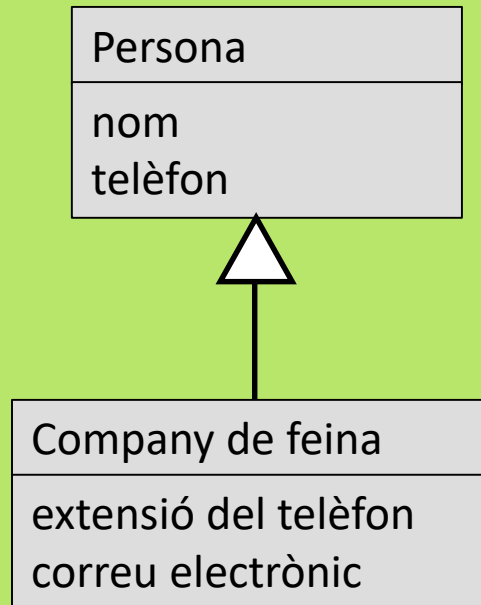 Persona
nom
telèfon
Company de feina
extensió del telèfon
correu electrònic